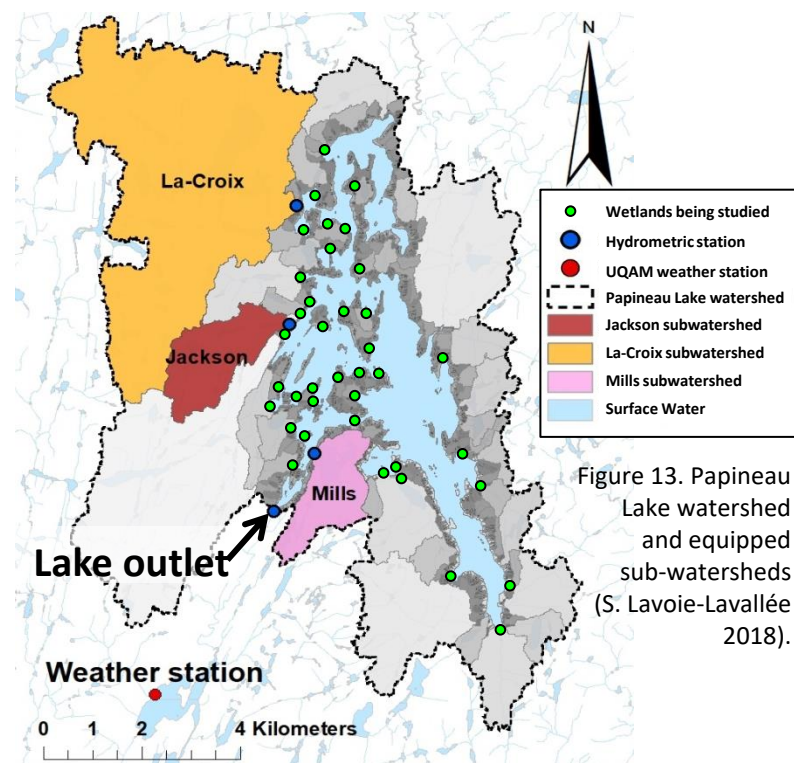 N
La-Croix
Jackson
Mills
Lake outlet
Weather station
0 1 2 4 Kilometers
Wetlands being studied
Hydrometric station
UQAM weather station
Papineau Lake watershed
Jackson subwatershed
La-Croix subwatershed
Mills subwatershed
Surface Water
Figure 13. Papineau
Lake watershed
and equipped
sub-watersheds
(S. Lavoie-Lavallée
2018).